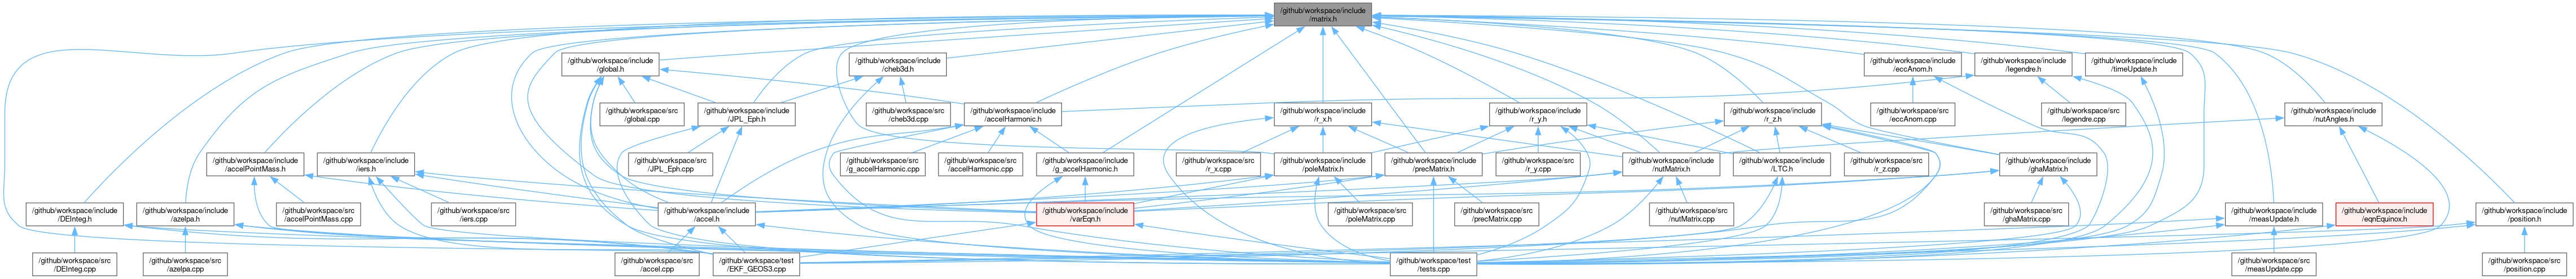 /github/workspace/include
/matrix.h
/github/workspace/include
/global.h
/github/workspace/include
/cheb3d.h
/github/workspace/include
/eccAnom.h
/github/workspace/include
/legendre.h
/github/workspace/include
/timeUpdate.h
/github/workspace/src
/global.cpp
/github/workspace/include
/JPL_Eph.h
/github/workspace/src
/cheb3d.cpp
/github/workspace/include
/accelHarmonic.h
/github/workspace/include
/r_x.h
/github/workspace/include
/r_y.h
/github/workspace/include
/r_z.h
/github/workspace/src
/eccAnom.cpp
/github/workspace/src
/legendre.cpp
/github/workspace/include
/nutAngles.h
/github/workspace/include
/accelPointMass.h
/github/workspace/include
/iers.h
/github/workspace/src
/JPL_Eph.cpp
/github/workspace/src
/g_accelHarmonic.cpp
/github/workspace/src
/accelHarmonic.cpp
/github/workspace/include
/g_accelHarmonic.h
/github/workspace/src
/r_x.cpp
/github/workspace/include
/poleMatrix.h
/github/workspace/include
/precMatrix.h
/github/workspace/src
/r_y.cpp
/github/workspace/include
/nutMatrix.h
/github/workspace/include
/LTC.h
/github/workspace/src
/r_z.cpp
/github/workspace/include
/ghaMatrix.h
/github/workspace/include
/DEInteg.h
/github/workspace/include
/azelpa.h
/github/workspace/src
/accelPointMass.cpp
/github/workspace/src
/iers.cpp
/github/workspace/include
/accel.h
/github/workspace/include
/varEqn.h
/github/workspace/src
/poleMatrix.cpp
/github/workspace/src
/precMatrix.cpp
/github/workspace/src
/nutMatrix.cpp
/github/workspace/src
/ghaMatrix.cpp
/github/workspace/include
/measUpdate.h
/github/workspace/include
/eqnEquinox.h
/github/workspace/include
/position.h
/github/workspace/src
/DEInteg.cpp
/github/workspace/src
/azelpa.cpp
/github/workspace/src
/accel.cpp
/github/workspace/test
/EKF_GEOS3.cpp
/github/workspace/test
/tests.cpp
/github/workspace/src
/measUpdate.cpp
/github/workspace/src
/position.cpp